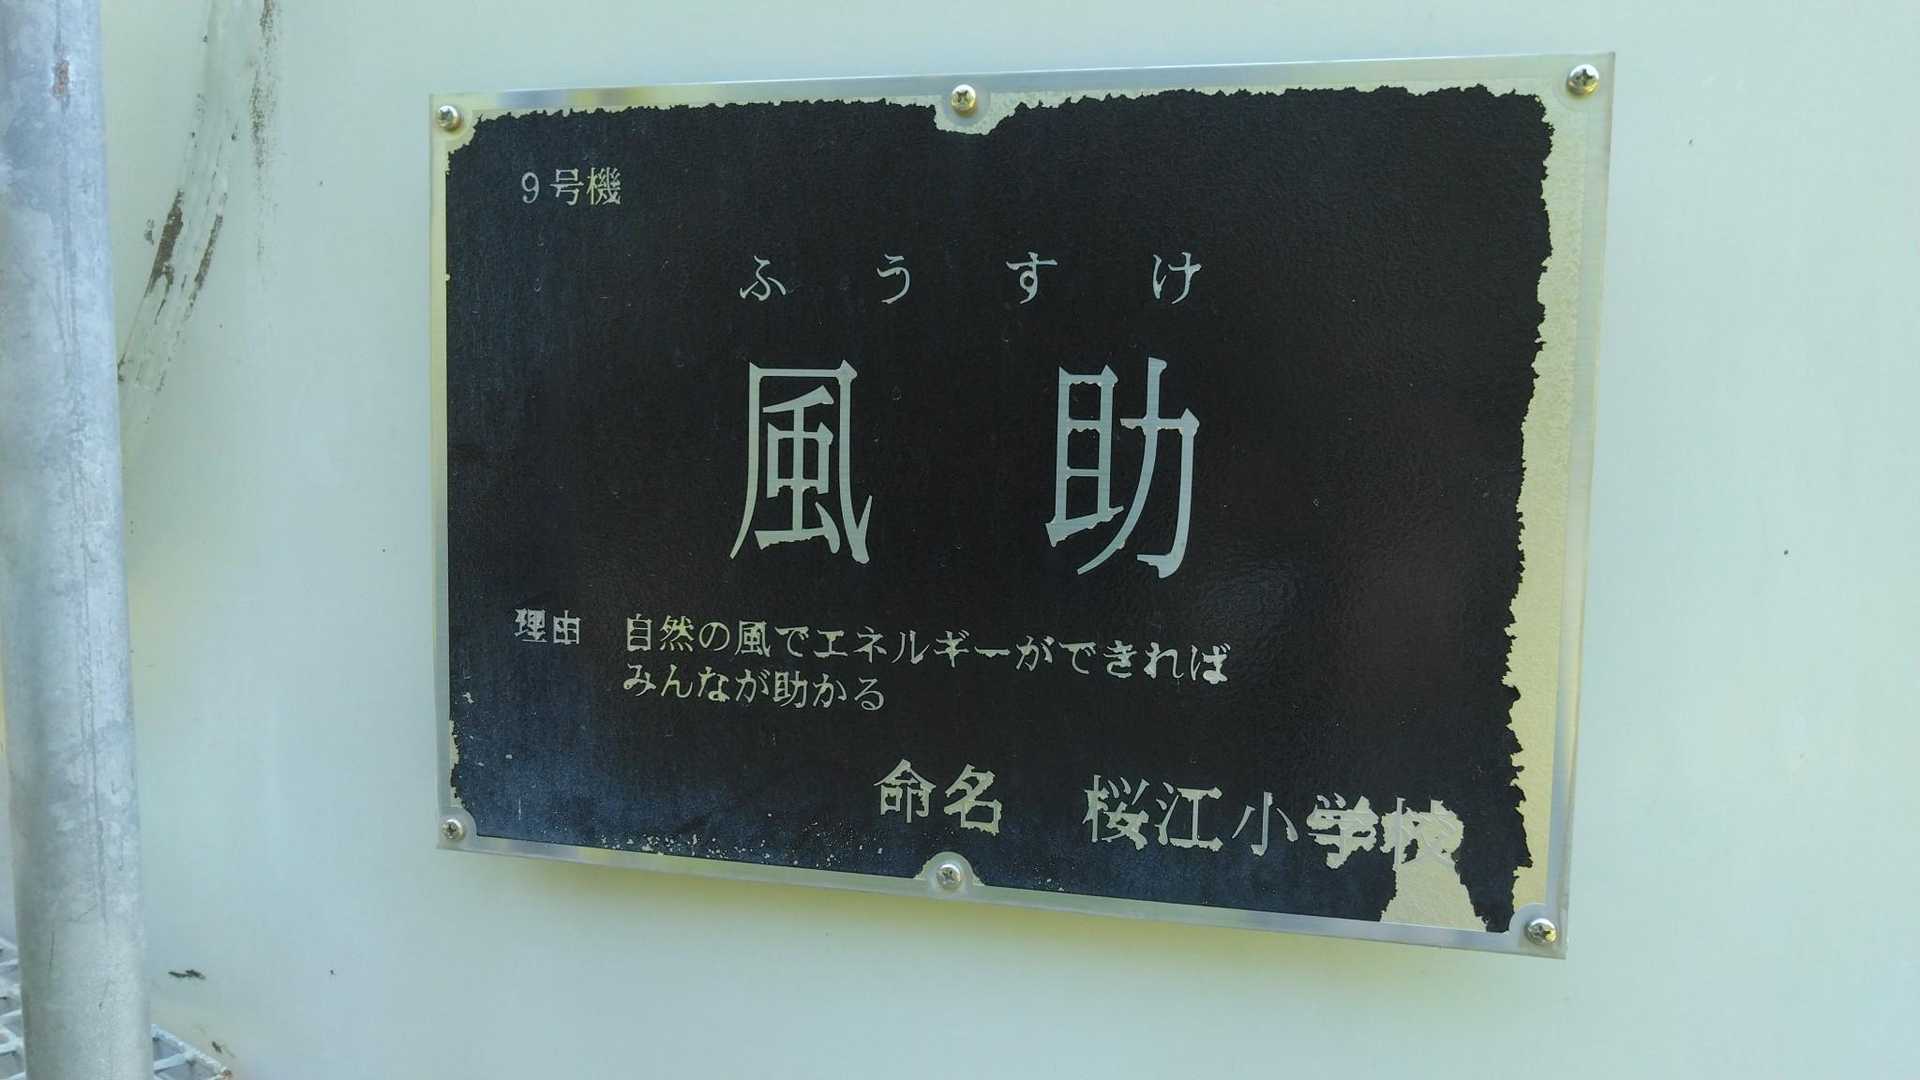 9号機
ふうすけ
風助
理由 自然の風でエネルギーができれば
みんなが助かる
命名 桜江小学校